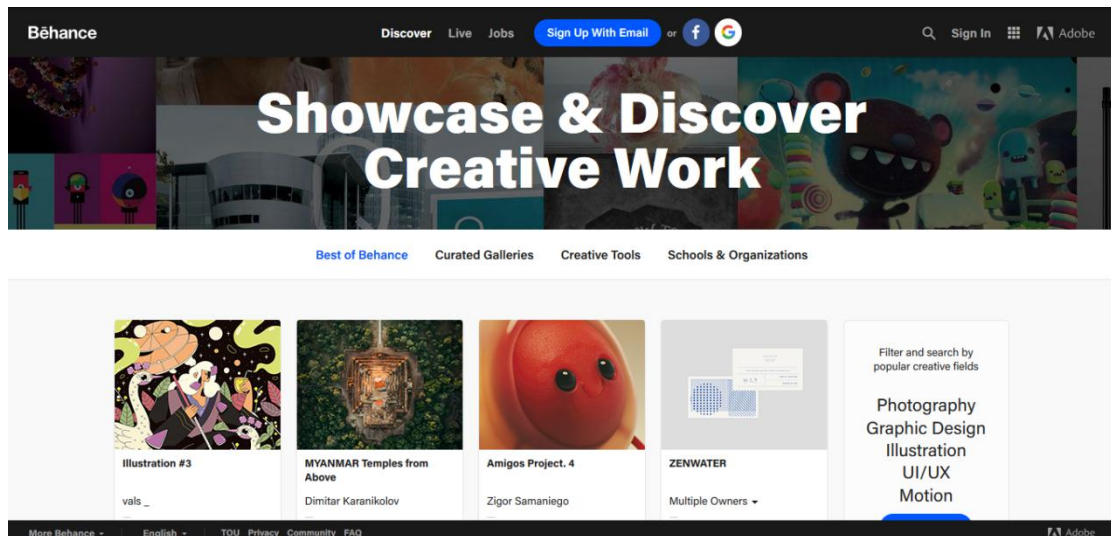 Bēhance
Discover Live Jobs Sign Up With Email or f G
Sign In Adobe
Showcase & Discover
Creative Work
Best of Behance Curated Galleries Creative Tools Schools & Organizations
Illustration #3
vals _
MYANMAR Temples from
Above
Dimitar Karanikolov
Amigos Project. 4
Zigor Samaniego
ZENWATER
Multiple Owners
Filter and search by
popular creative fields
Photography
Graphic Design
Illustration
UI/UX
Motion
More Behance English TOU Privacy Community FAQ
Adobe